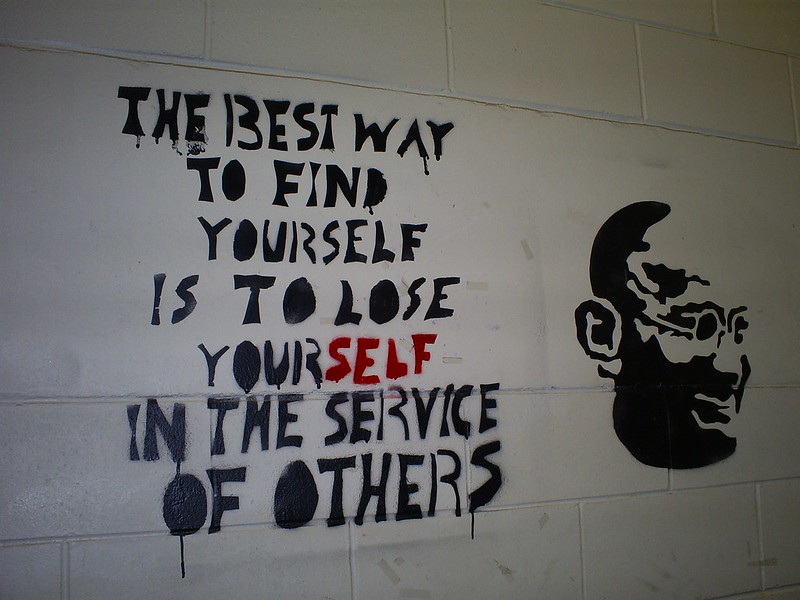 THE BEST WAY
TO FIND
YOURSELF
IS TO LOSE
YOURSELF
IN THE SERVICE
OF OTHERS